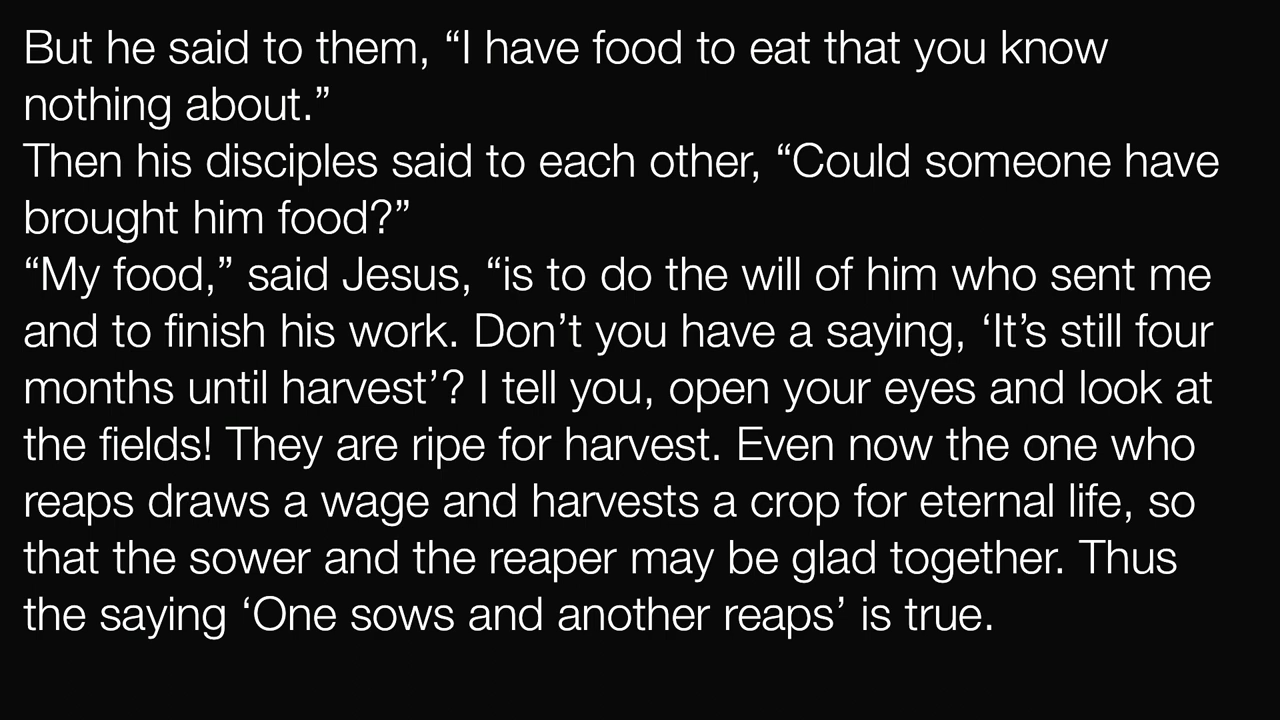 But he said to them, “I have food to eat that you know
nothing about.”
Then his disciples said to each other, “Could someone have
brought him food?”
“My food,” said Jesus, “is to do the will of him who sent me
and to finish his work. Don’t you have a saying, ‘It’s still four
months until harvest’? I tell you, open your eyes and look at
the fields! They are ripe for harvest. Even now the one who
reaps draws a wage and harvests a crop for eternal life, so
that the sower and the reaper may be glad together. Thus
the saying ‘One sows and another reaps’ is true.